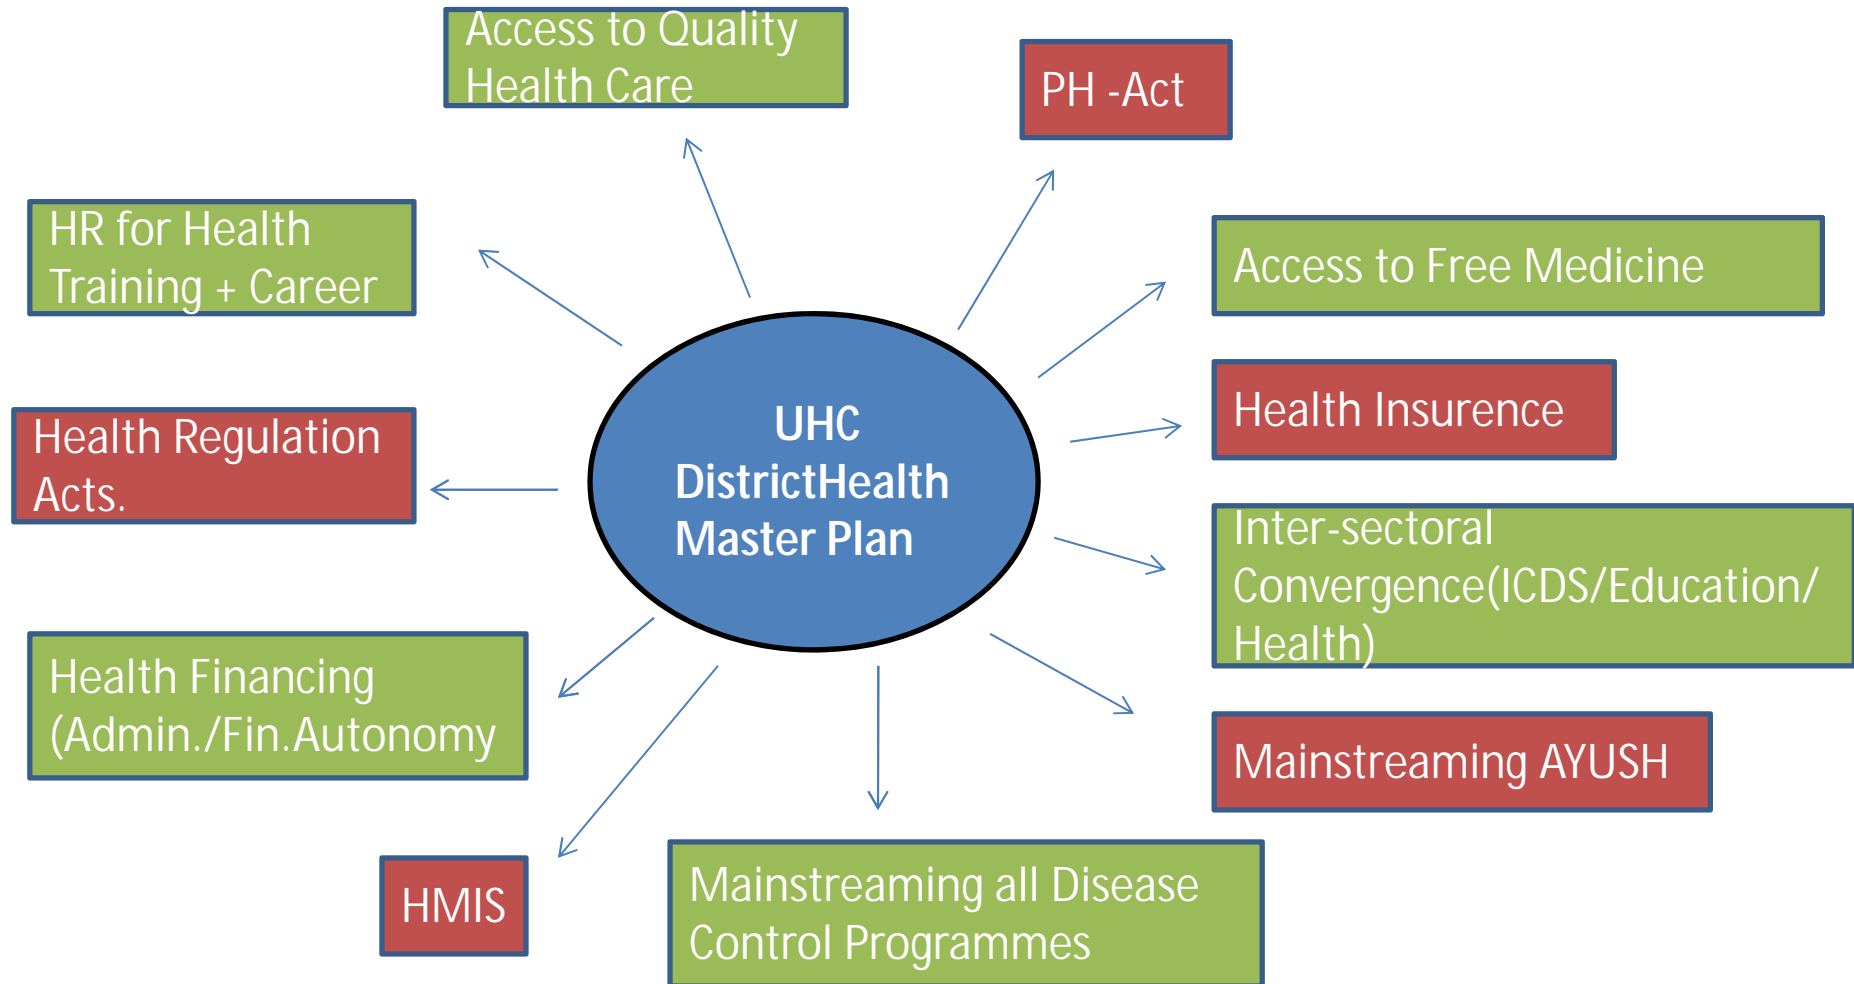 Access to Quality
Health Care
PH -Act
HR for Health
Training + Career
Access to Free Medicine
Health Insurence
Health Regulation
Acts.
UHC
DistrictHealth
Master Plan
Inter-sectoral
Convergence(ICDS/Education/
Health)
Health Financing
(Admin./Fin.Autonomy
Mainstreaming AYUSH
HMIS
Mainstreaming all Disease
Control Programmes